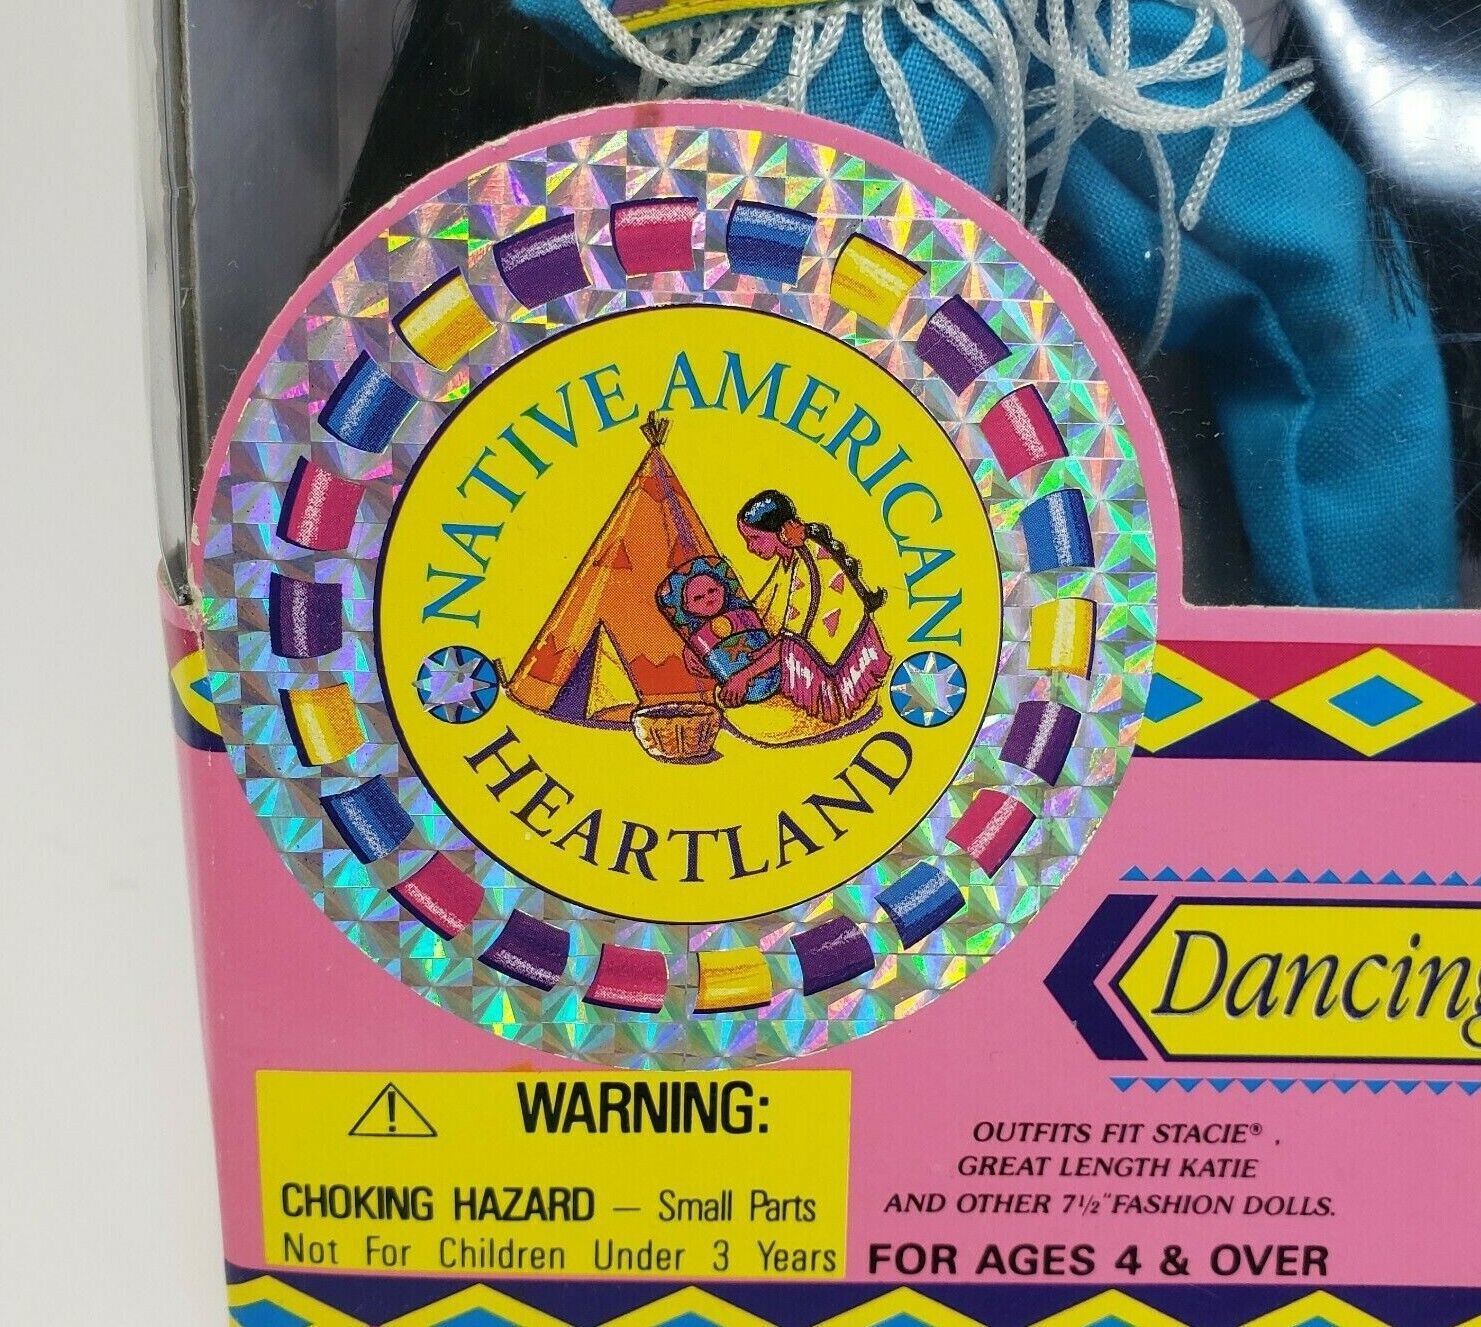 NATIVE AMERICAN
HEARTLAND
Dancing
WARNING:
CHOKING HAZARD — Small Parts
Not For Children Under 3 Years
OUTFITS FIT STACIE® ,
GREAT LENGTH KATIE
AND OTHER 7½" FASHION DOLLS.
FOR AGES 4 & OVER